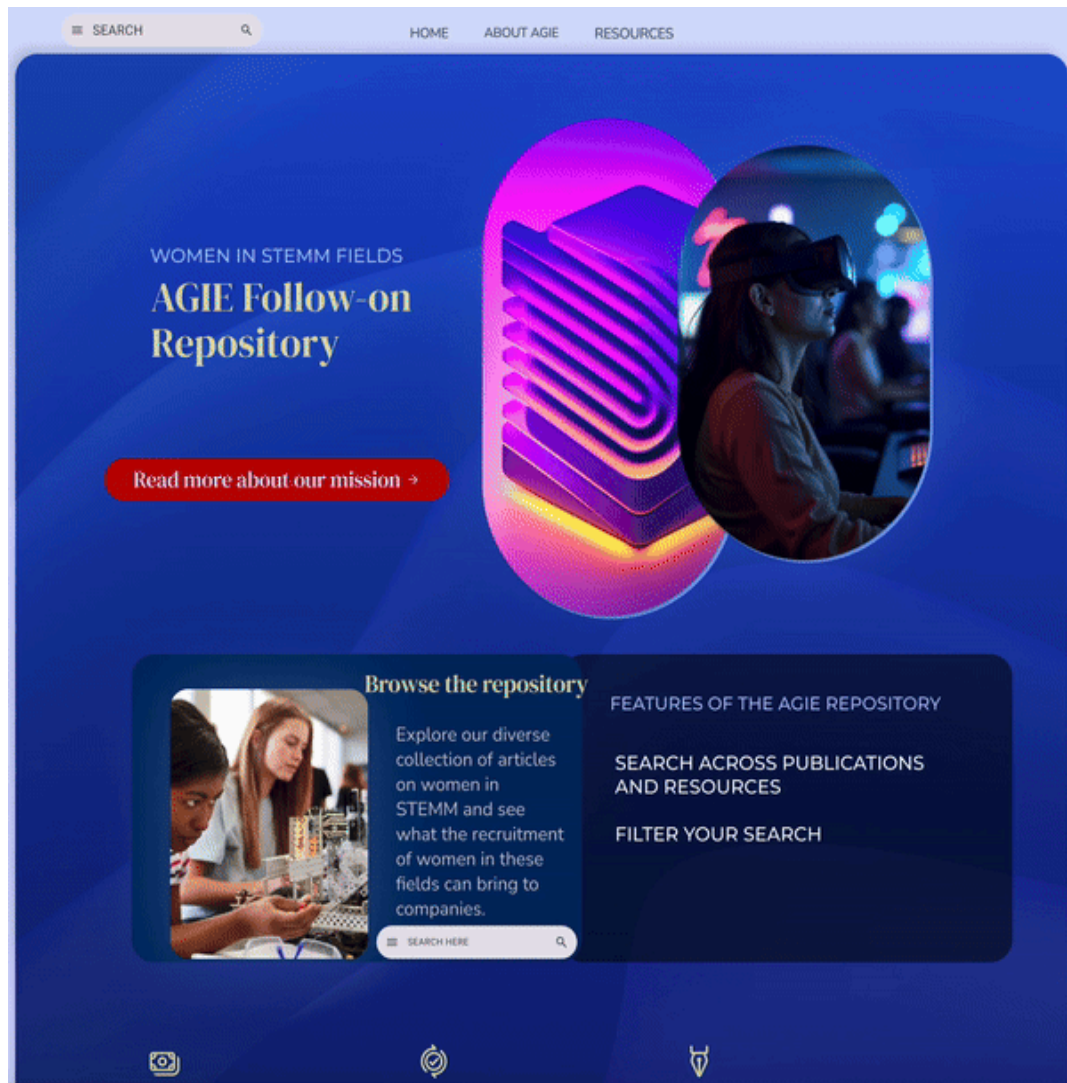 SEARCH
HOME
ABOUT AGIE
RESOURCES
WOMEN IN STEMM FIELDS
AGIE Follow-on
Repository
Read more about our mission →
Browse the repository
Explore our diverse
collection of articles
on women in
STEMM and see
what the recruitment
of women in these
fields can bring to
companies.
SEARCH HERE
FEATURES OF THE AGIE REPOSITORY
SEARCH ACROSS PUBLICATIONS
AND RESOURCES
FILTER YOUR SEARCH